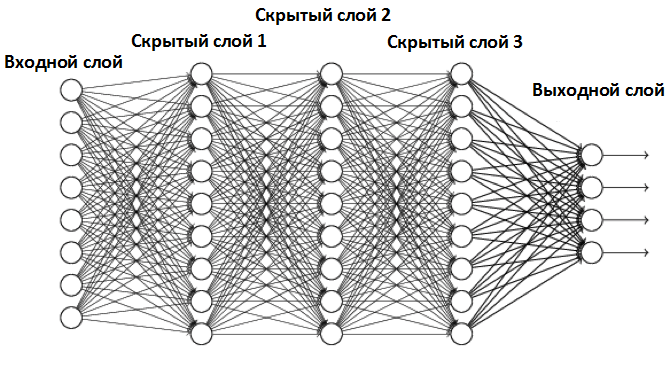 Входной слой
Скрытый слой 1
Скрытый слой 2
Скрытый слой 3
Выходной слой